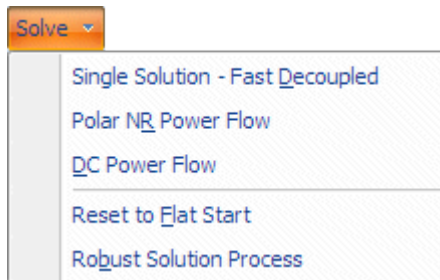 Solve
Single Solution - Fast Decoupled
Polar NR Power Flow
DC Power Flow
Reset to Flat Start
Robust Solution Process